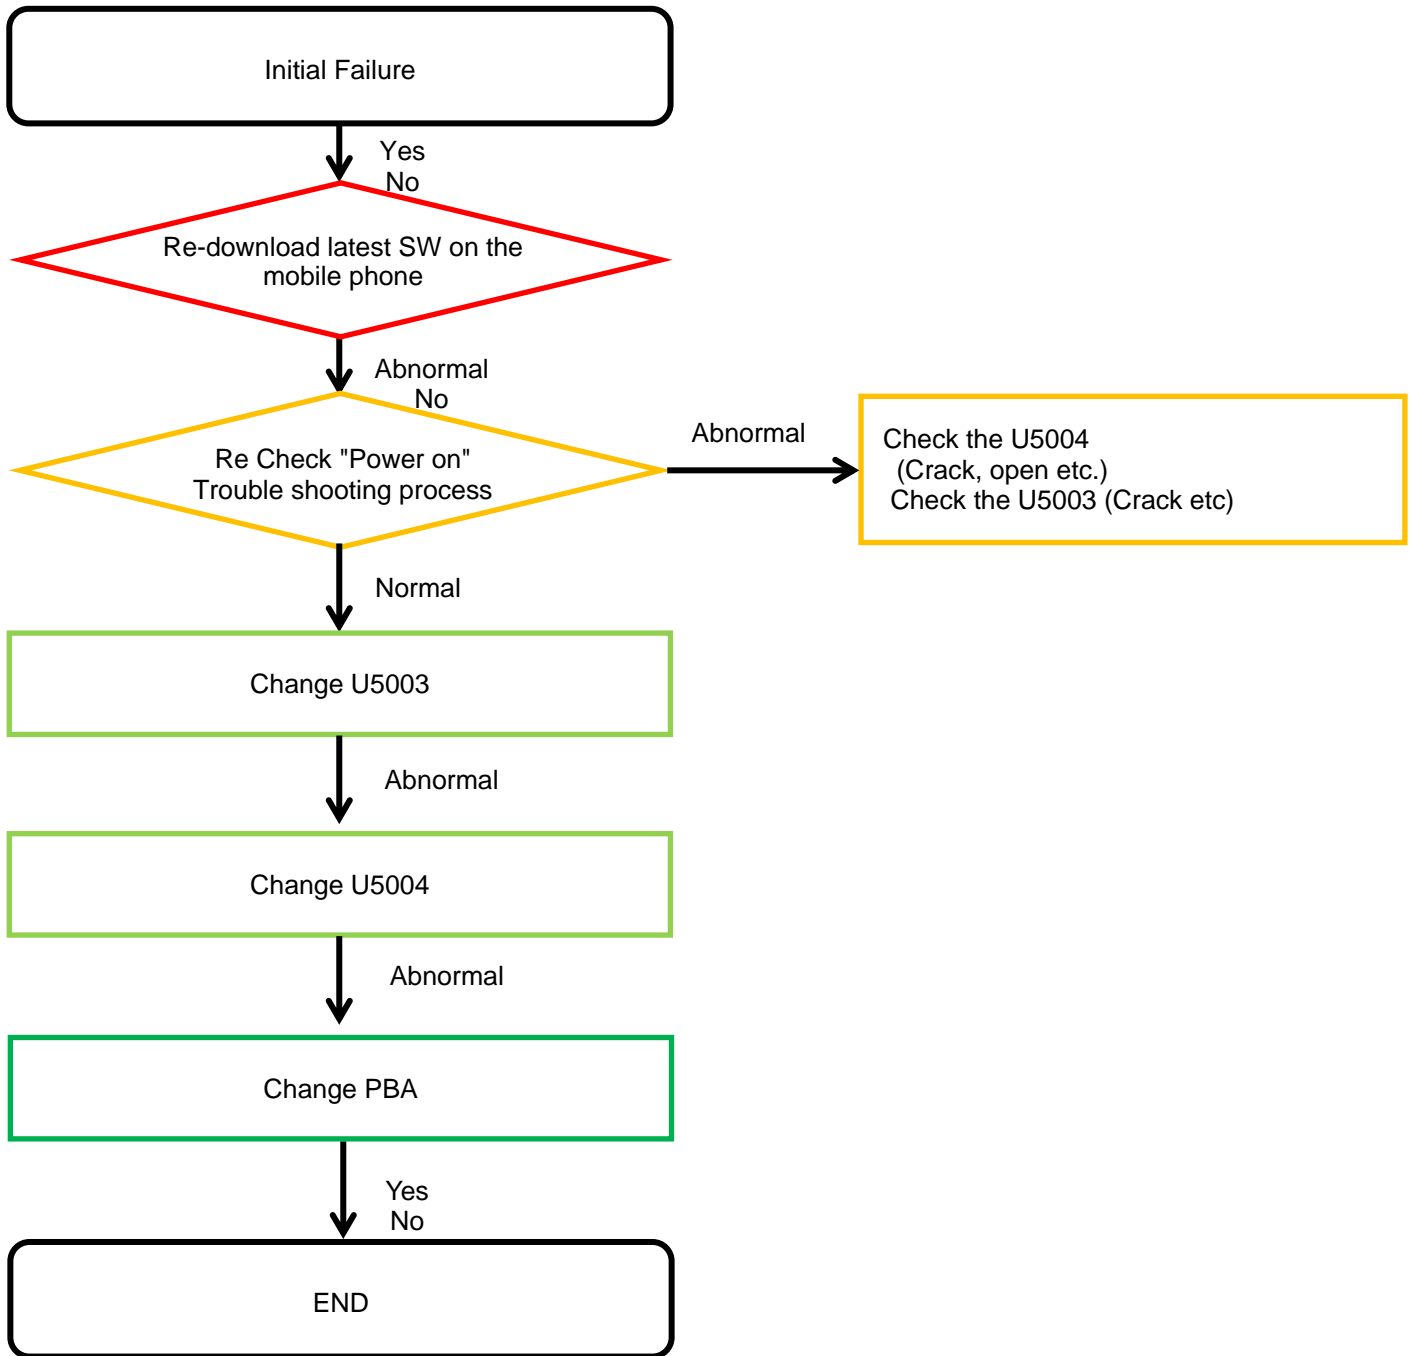 Initial Failure
Yes
No
Re-download latest SW on the
mobile phone
Abnormal
No
Re Check "Power on"
Trouble shooting process
Abnormal
Check the U5004
(Crack, open etc.)
Check the U5003 (Crack etc)
Normal
Change U5003
Abnormal
Change U5004
Abnormal
Change PBA
Yes
No
END